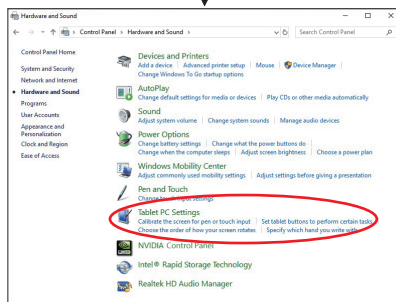 Hardware and Sound
Control Panel > Hardware and Sound >
Search Control Panel
Control Panel Home
System and Security
Network and Internet
Hardware and Sound
Programs
User Accounts
Appearance and
Personalization
Clock and Region
Ease of Access
Devices and Printers
Add a device | Advanced printer setup | Mouse | Device Manager |
Change Windows To Go startup options
AutoPlay
Change default settings for media or devices | Play CDs or other media automatically
Sound
Adjust system volume | Change system sounds | Manage audio devices
Power Options
Change battery settings | Change what the power buttons do |
Change when the computer sleeps | Adjust screen brightness | Choose a power plan
Windows Mobility Center
Adjust commonly used mobility settings | Adjust settings before giving a presentation
Pen and Touch
Change touch input settings
Tablet PC Settings
Calibrate the screen for pen or touch input | Set tablet buttons to perform certain tasks
Choose the order of how your screen rotates | Specify which hand you write with
NVIDIA Control Panel
Intel® Rapid Storage Technology
Realtek HD Audio Manager